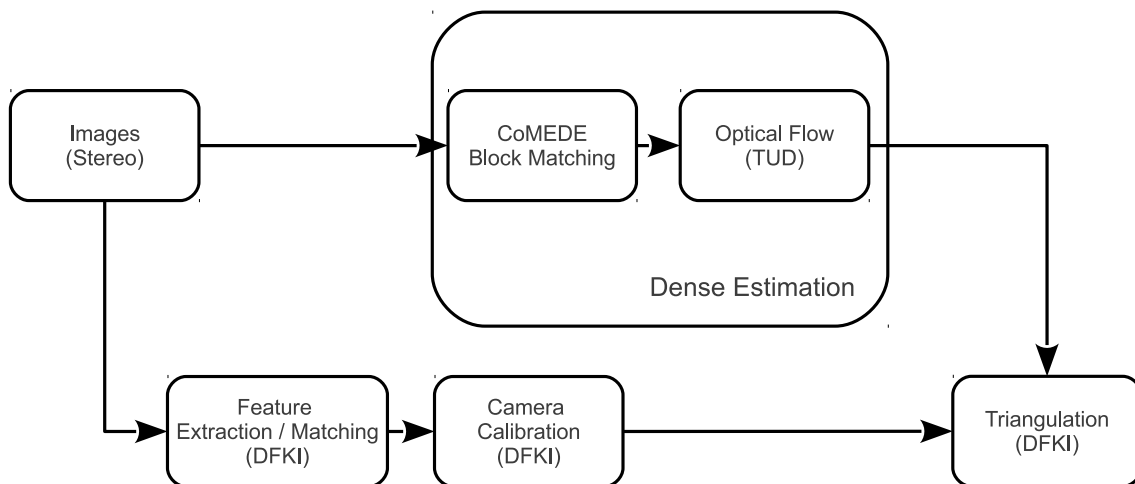 Images
(Stereo)
CoMEDE
Block Matching
Optical Flow
(TUD)
Dense Estimation
Feature
Extraction / Matching
(DFKI)
Camera
Calibration
(DFKI)
Triangulation
(DFKI)